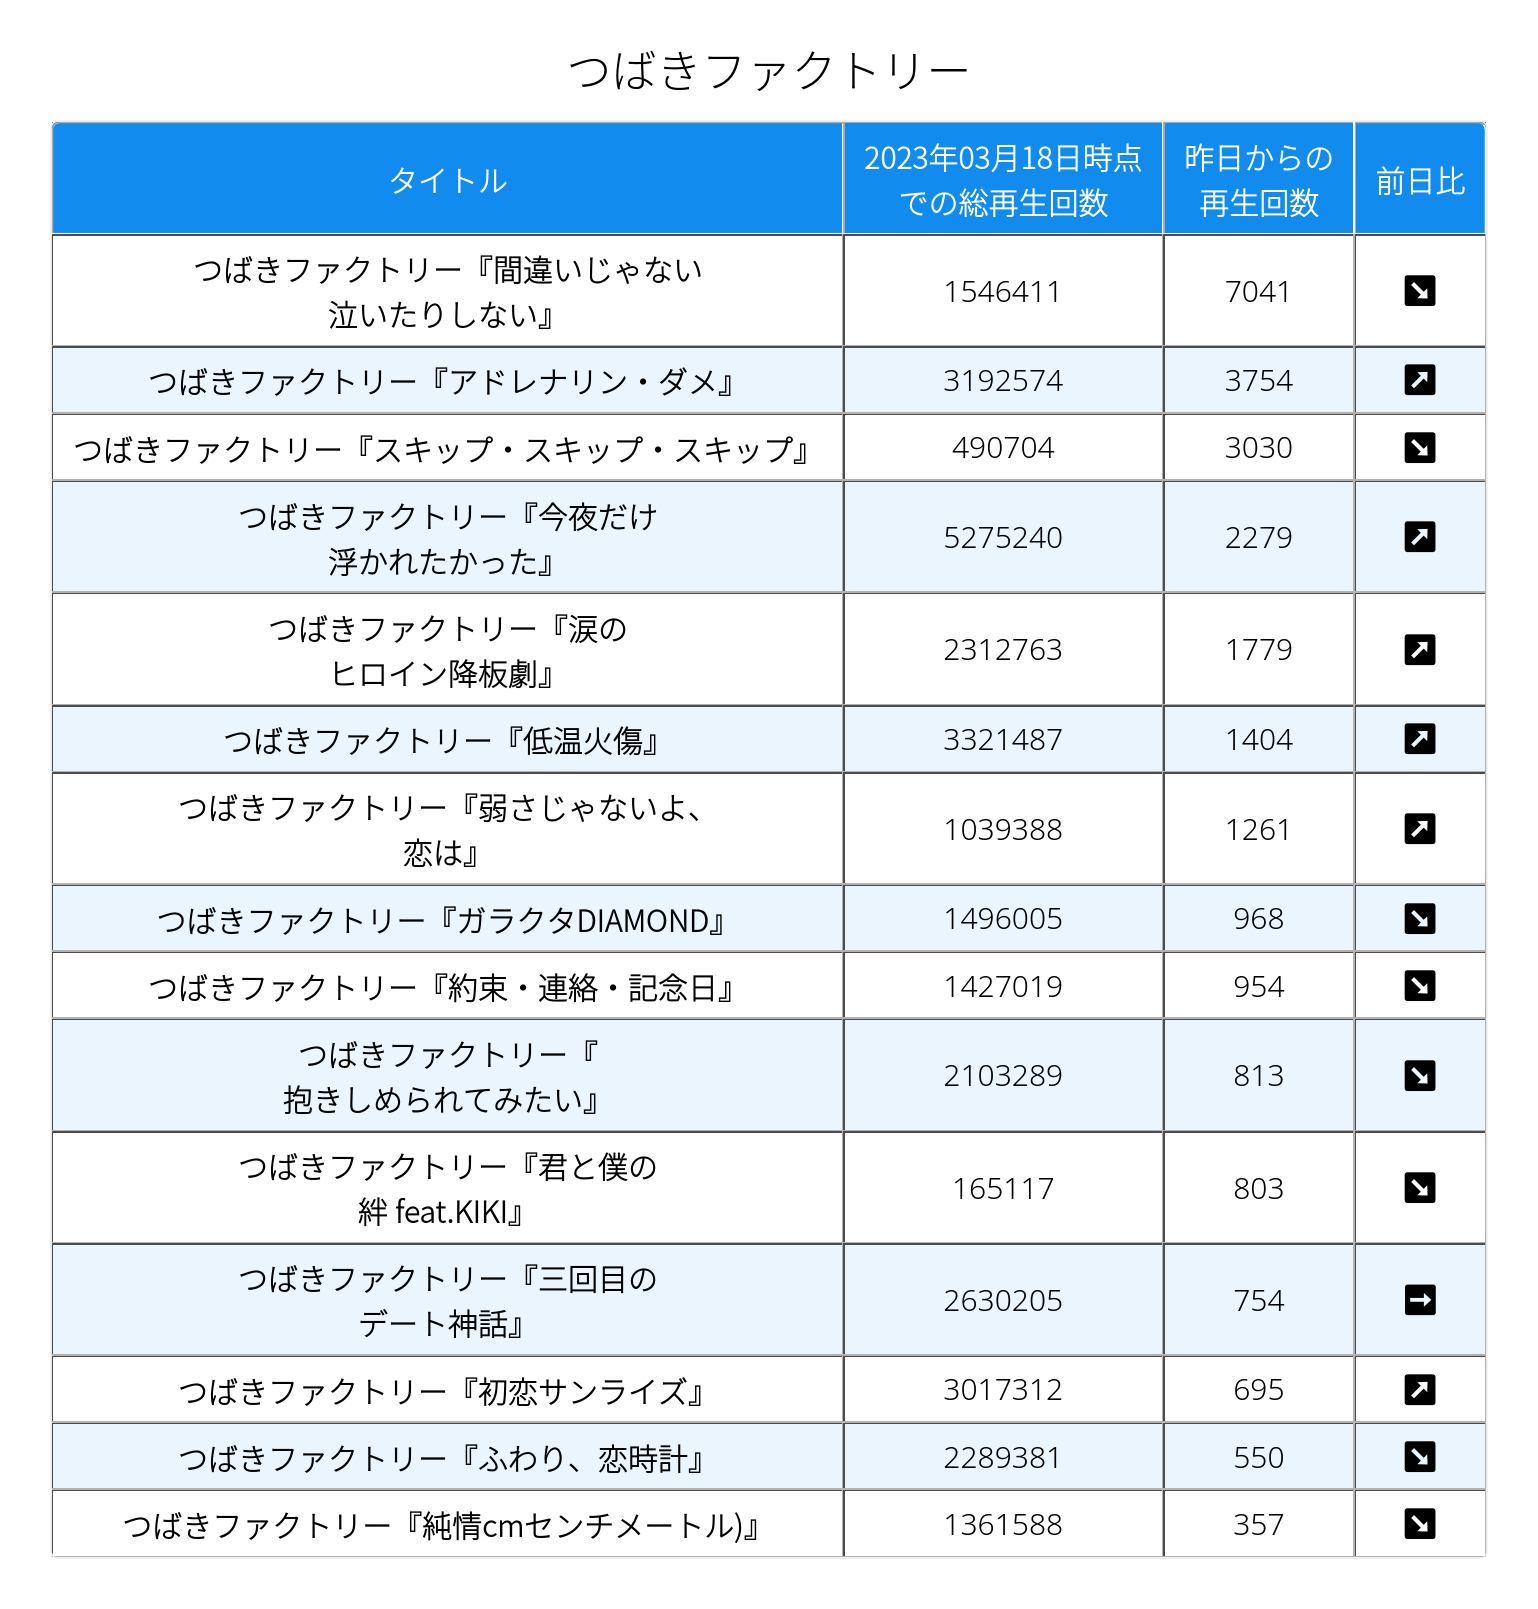 つばきファクトリー
タイトル
2023年03月18日時点
での総再生回数
昨日からの
再生回数
前日比
つばきファクトリー『間違いじゃない
泣いたりしない』
1546411
7041
↘
つばきファクトリー『アドレナリン・ダメ』
3192574
3754
↗
つばきファクトリー『スキップ・スキップ・スキップ』
490704
3030
↘
つばきファクトリー『今夜だけ
浮かれたかった』
5275240
2279
↗
つばきファクトリー『涙の
ヒロイン降板劇』
2312763
1779
↗
つばきファクトリー『低温火傷』
3321487
1404
↗
つばきファクトリー『弱さじゃないよ、
恋は』
1039388
1261
↗
つばきファクトリー『ガラクタDIAMOND』
1496005
968
↘
つばきファクトリー『約束・連絡・記念日』
1427019
954
↘
つばきファクトリー『
抱きしめられてみたい』
2103289
813
↘
つばきファクトリー『君と僕の
絆 feat.KIKI』
165117
803
↘
つばきファクトリー『三回目の
デート神話』
2630205
754
→
つばきファクトリー『初恋サンライズ』
3017312
695
↗
つばきファクトリー『ふわり、恋時計』
2289381
550
↘
つばきファクトリー『純情cmセンチメートル)』
1361588
357
↘